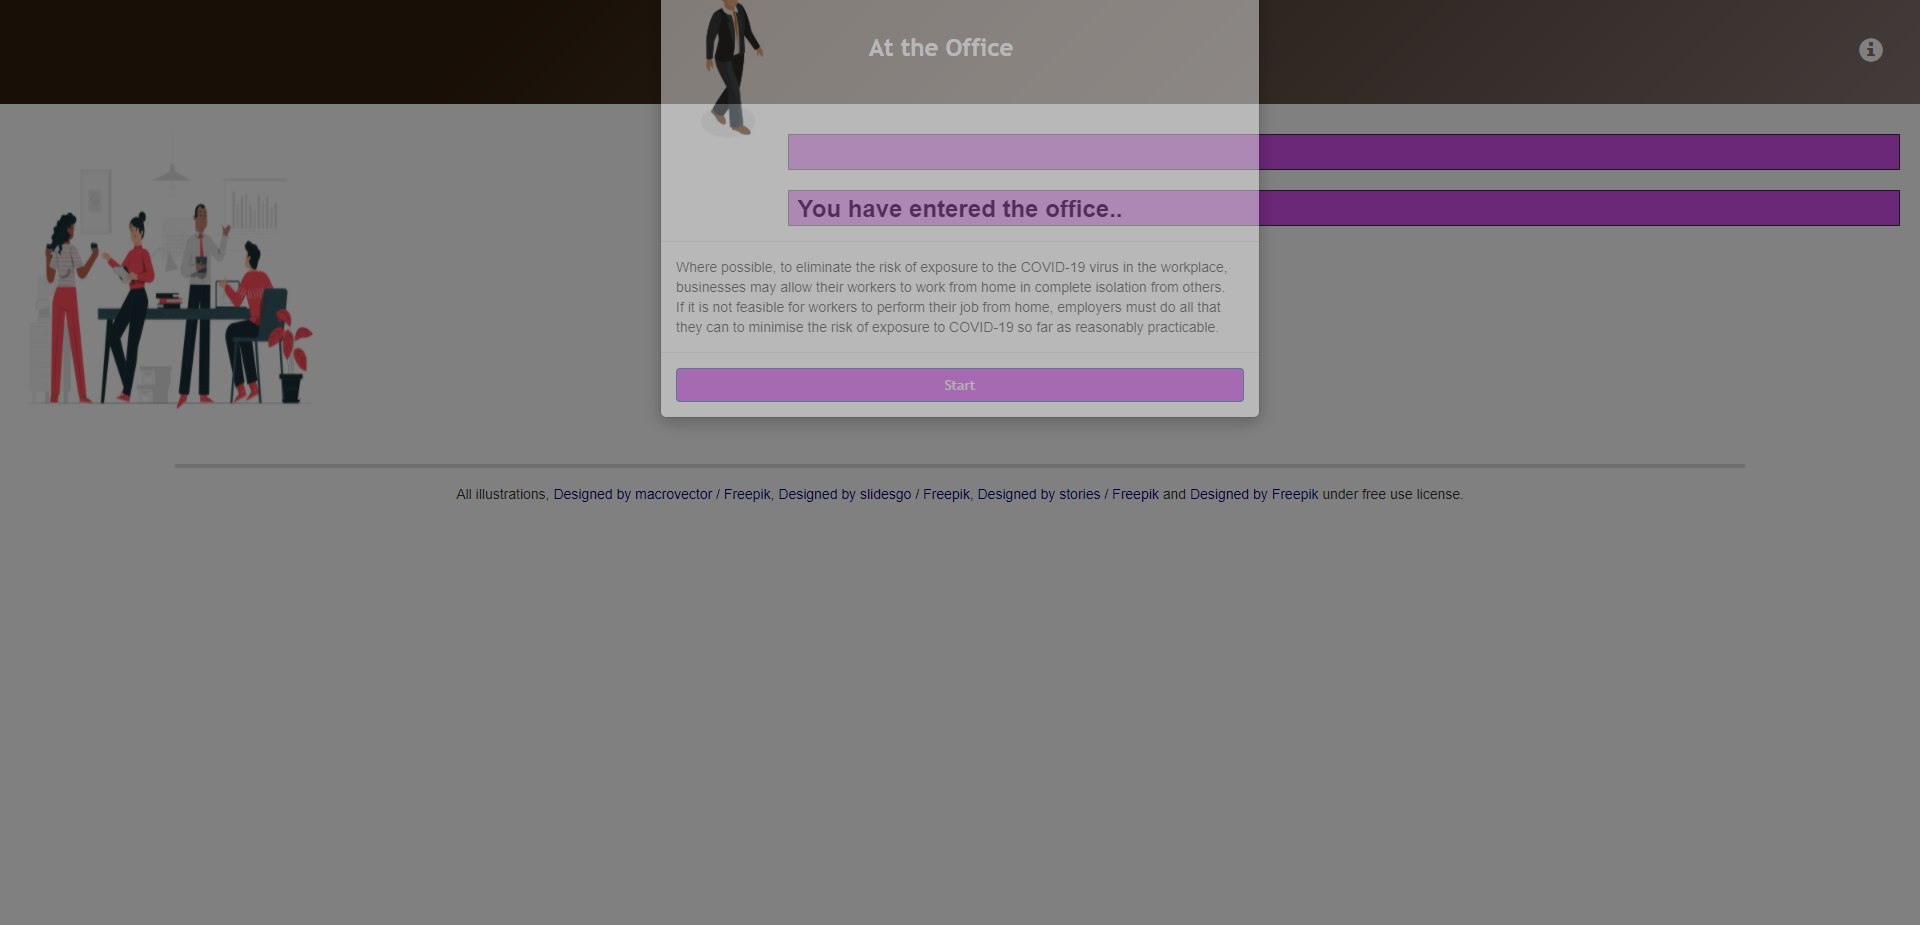 At the Office
You have entered the office..
Where possible, to eliminate the risk of exposure to the COVID-19 virus in the workplace,
businesses may allow their workers to work from home in complete isolation from others.
If it is not feasible for workers to perform their job from home, employers must do all that
they can to minimise the risk of exposure to COVID-19 so far as reasonably practicable.
Start
All illustrations, Designed by macrovector / Freepik, Designed by slidesgo / Freepik, Designed by stories / Freepik and Designed by Freepik under free use license.